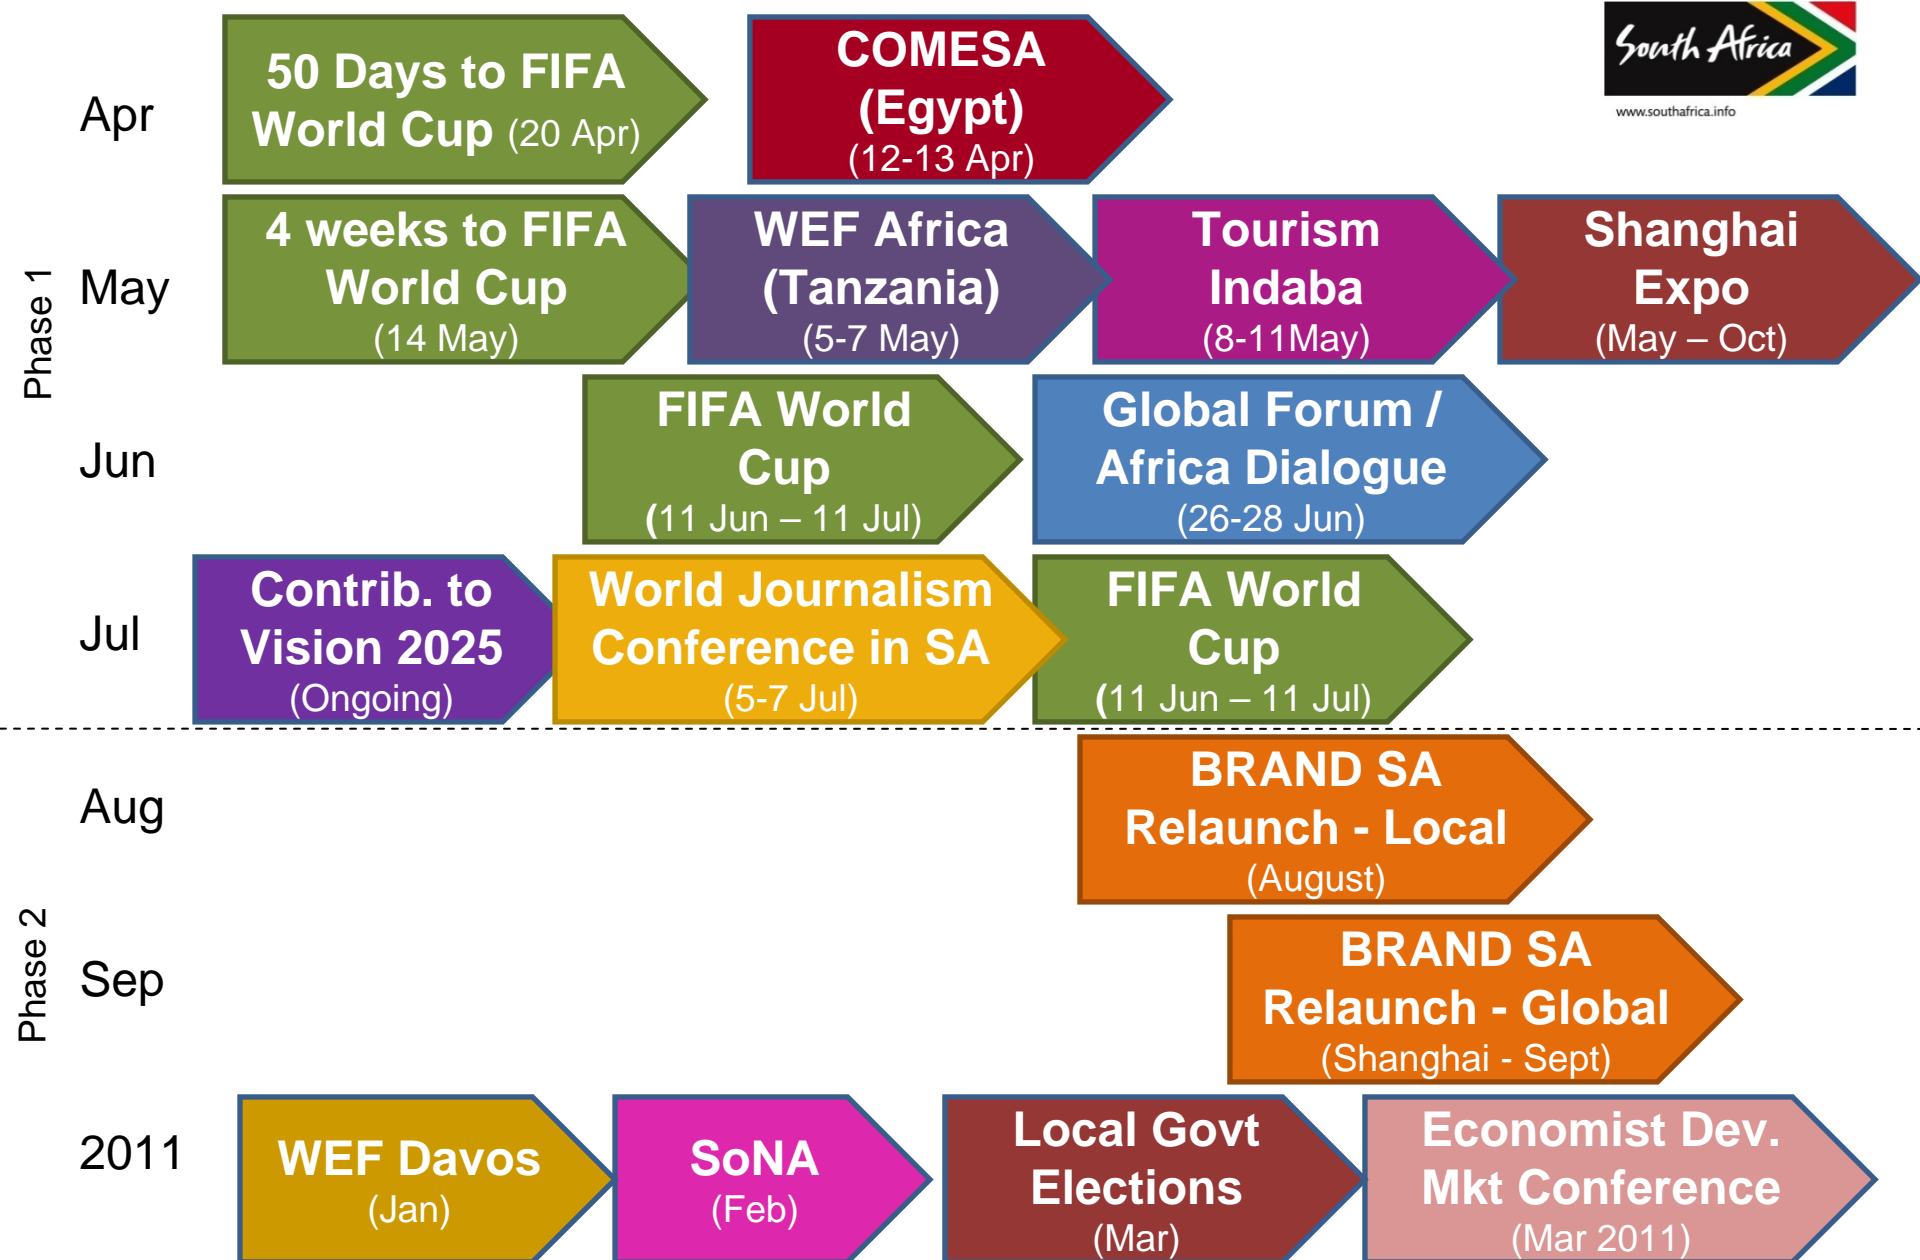 South Africa
www.southafrica.info
Apr
50 Days to FIFA
World Cup (20 Apr)
COMESA
(Egypt)
(12-13 Apr)
Phase 1
May
4 weeks to FIFA
World Cup
(14 May)
WEF Africa
(Tanzania)
(5-7 May)
Tourism
Indaba
(8-11May)
Shanghai
Expo
(May – Oct)
Jun
FIFA World
Cup
(11 Jun – 11 Jul)
Global Forum /
Africa Dialogue
(26-28 Jun)
Jul
Contrib. to
Vision 2025
(Ongoing)
World Journalism
Conference in SA
(5-7 Jul)
FIFA World
Cup
(11 Jun – 11 Jul)
Phase 2
Aug
BRAND SA
Relaunch - Local
(August)
Sep
BRAND SA
Relaunch - Global
(Shanghai - Sept)
2011
WEF Davos
(Jan)
SoNA
(Feb)
Local Govt
Elections
(Mar)
Economist Dev.
Mkt Conference
(Mar 2011)